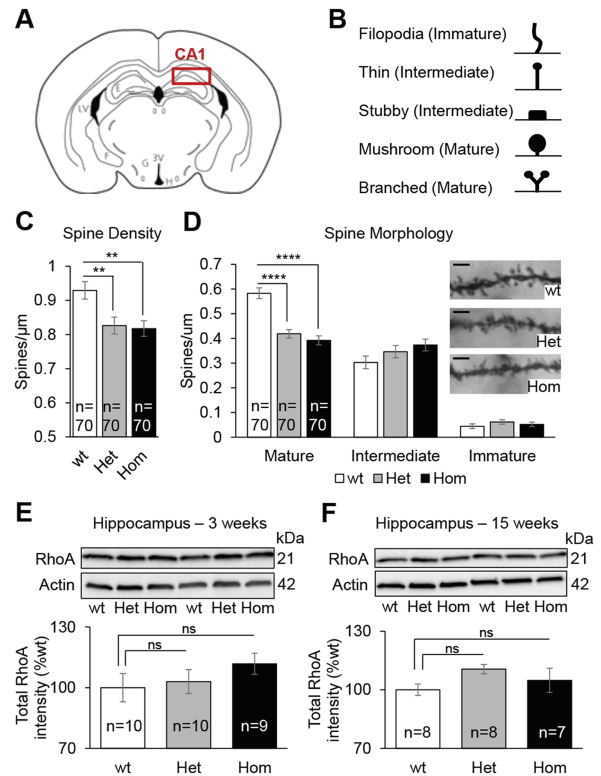 A
CA1
LV
E
F
G
3V
H
B
Filopodia (Immature)
Thin (Intermediate)
Stubby (Intermediate)
Mushroom (Mature)
Branched (Mature)
C
Spine Density
**
**
Spines/μm
1
0.9
0.8
0.7
0.6
0.5
n=
70
n=
70
n=
70
wt
Het
Hom
D
Spine Morphology
****
****
Spines/μm
0.7
0.6
0.5
0.4
0.3
0.2
0.1
0
n=
70
n=
70
n=
70
Mature
Intermediate
Immature
wt
Het
Hom
wt Het Hom
E
Hippocampus – 3 weeks
kDa
RhoA
21
Actin
42
wt Het Hom wt Het Hom
Total RhoA
intensity (%wt)
130
100
70
ns
ns
n=10
n=10
n=9
wt
Het
Hom
F
Hippocampus – 15 weeks
kDa
RhoA
21
Actin
42
wt Het Hom wt Het Hom
Total RhoA
intensity (%wt)
130
100
70
ns
ns
n=8
n=8
n=7
wt
Het
Hom